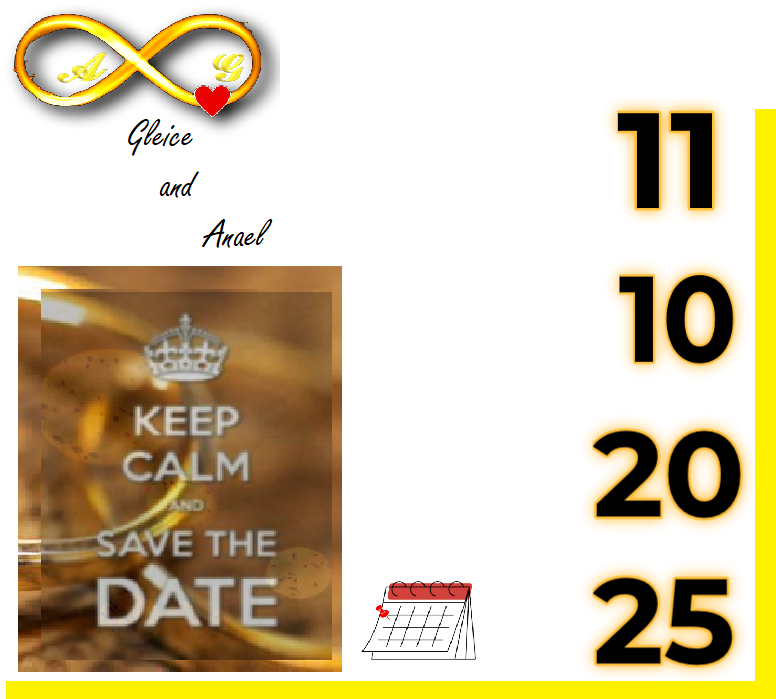 A G
Gleice
and
Anael
KEEP
CALM
AND
SAVE THE
DATE
11
10
20
25